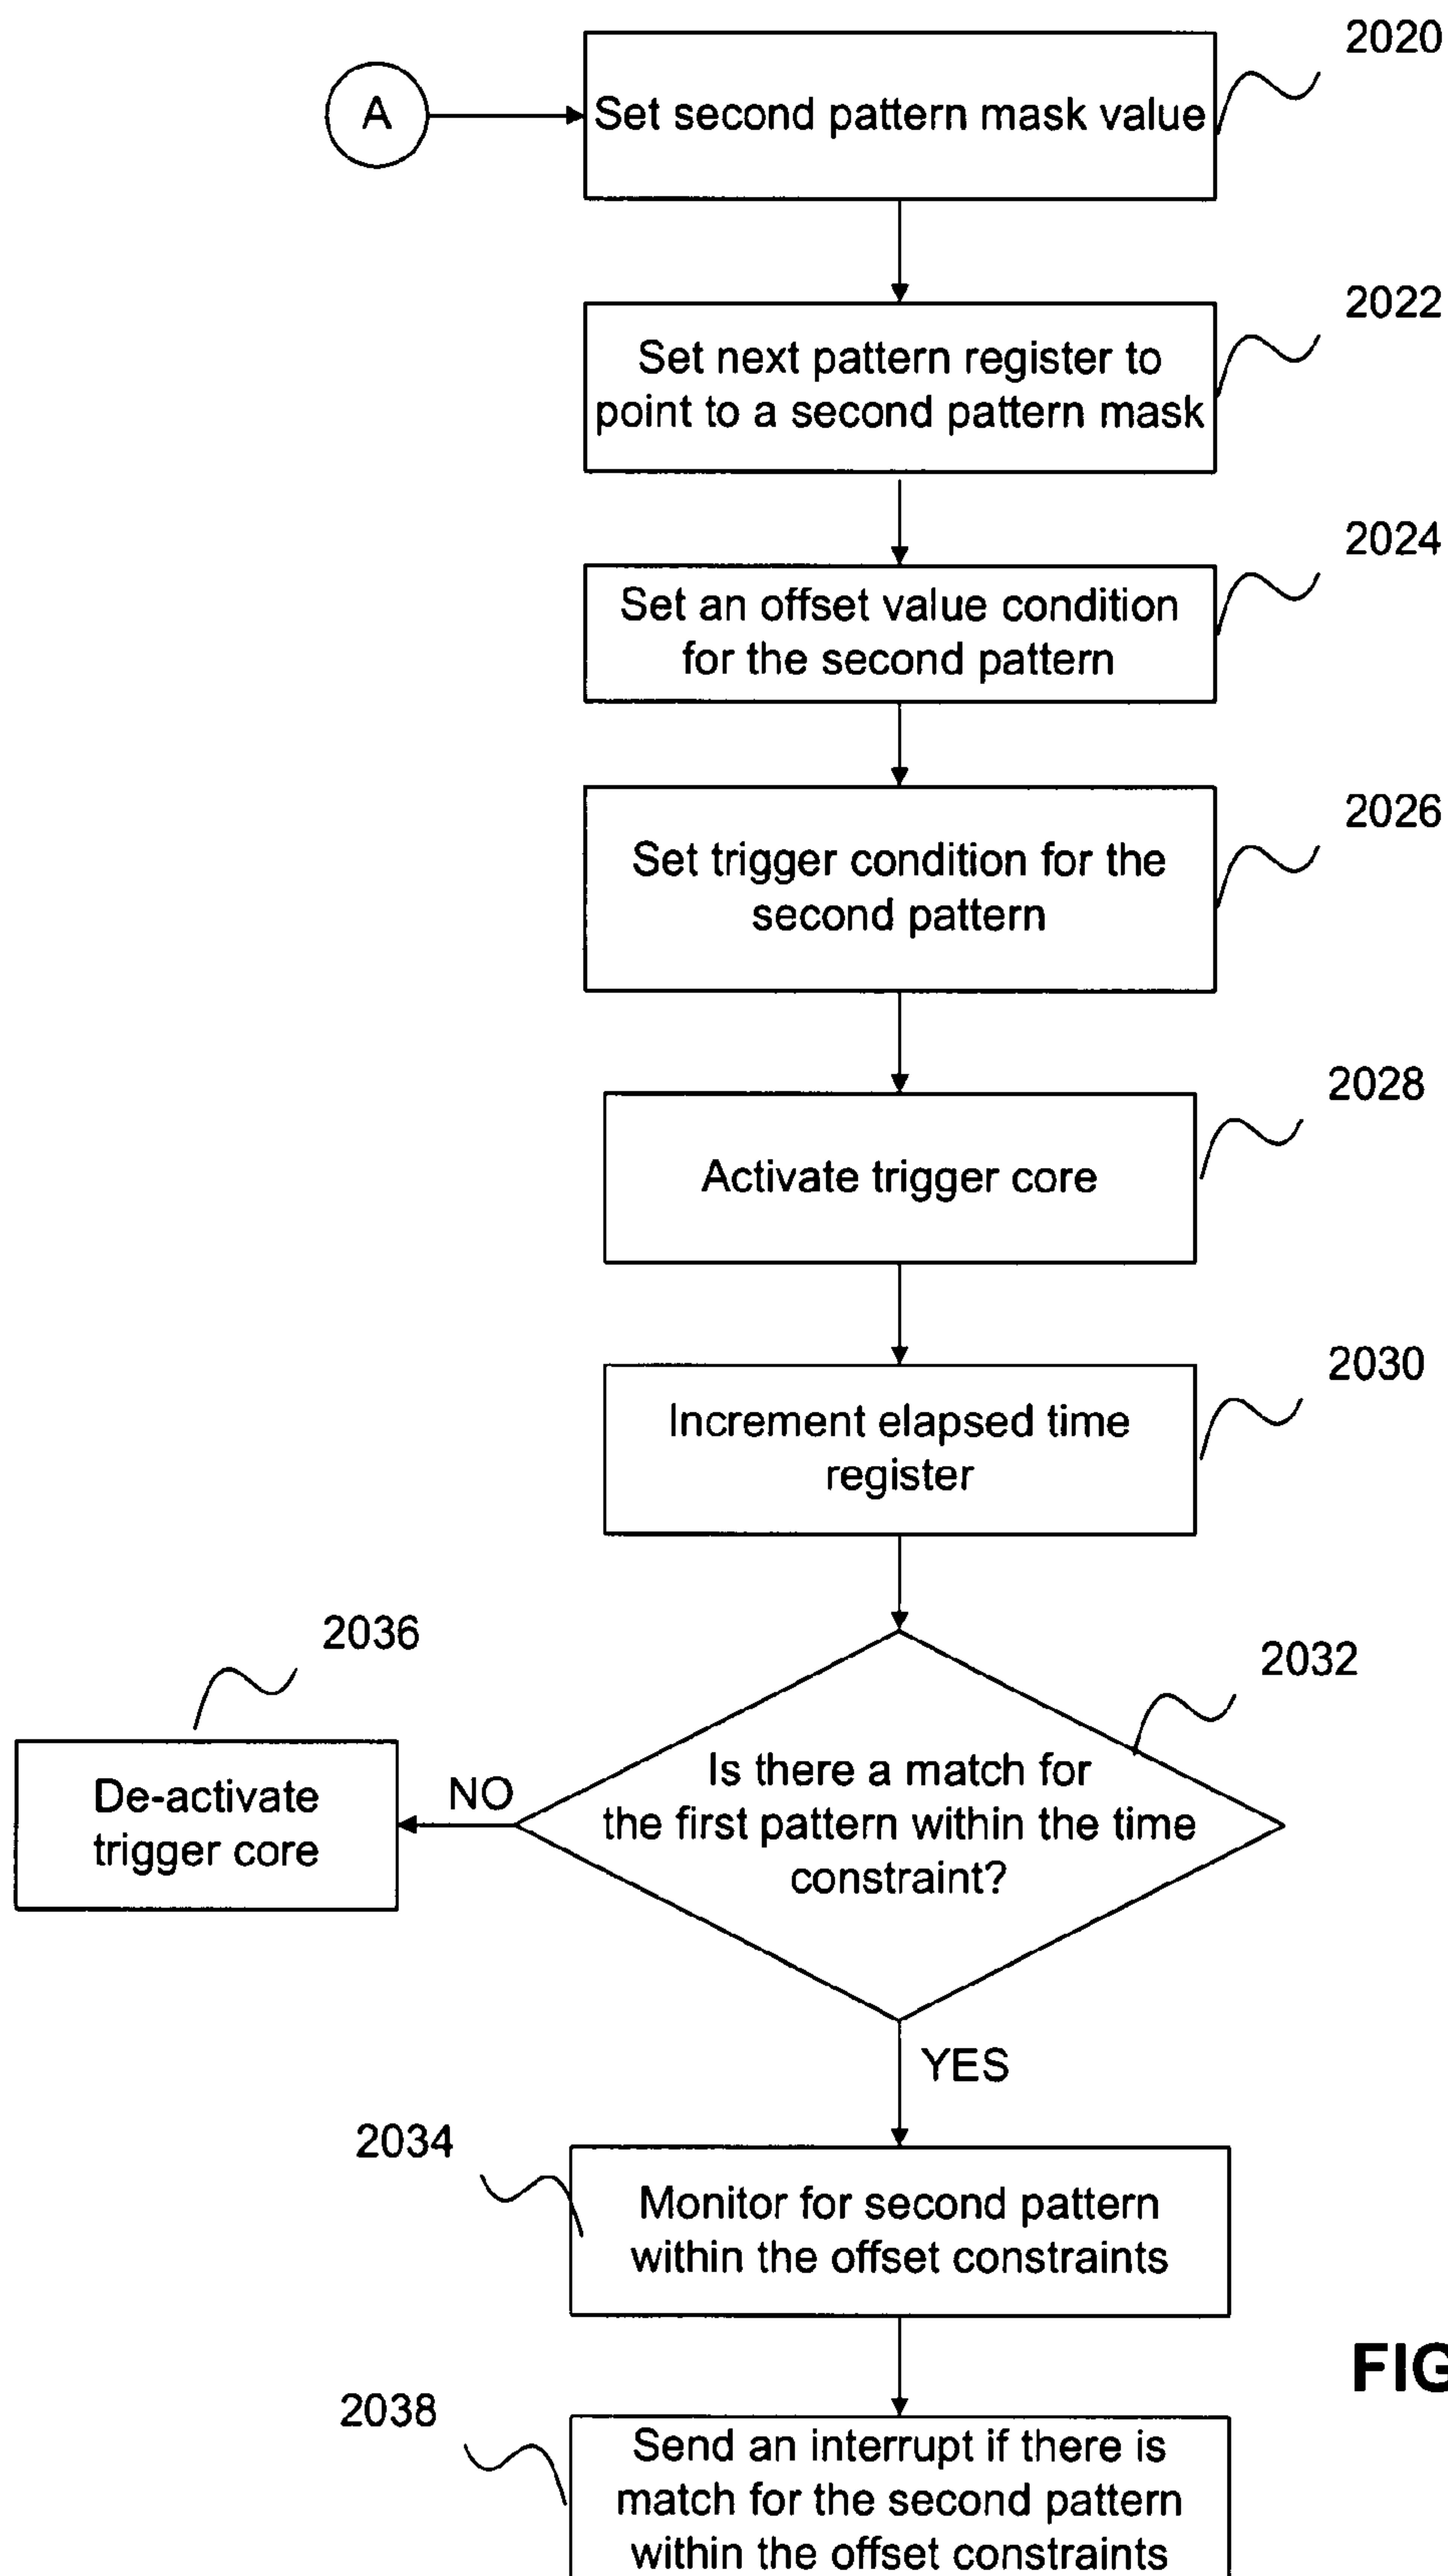 2020
A
Set second pattern mask value
2022
Set next pattern register to
point to a second pattern mask
2024
Set an offset value condition
for the second pattern
2026
Set trigger condition for the
second pattern
2028
Activate trigger core
2030
Increment elapsed time
register
2036
2032
De-activate
trigger core
NO
Is there a match for
the first pattern within the time
constraint?
YES
2034
Monitor for second pattern
within the offset constraints
FIG
2038
Send an interrupt if there is
match for the second pattern
within the offset constraints